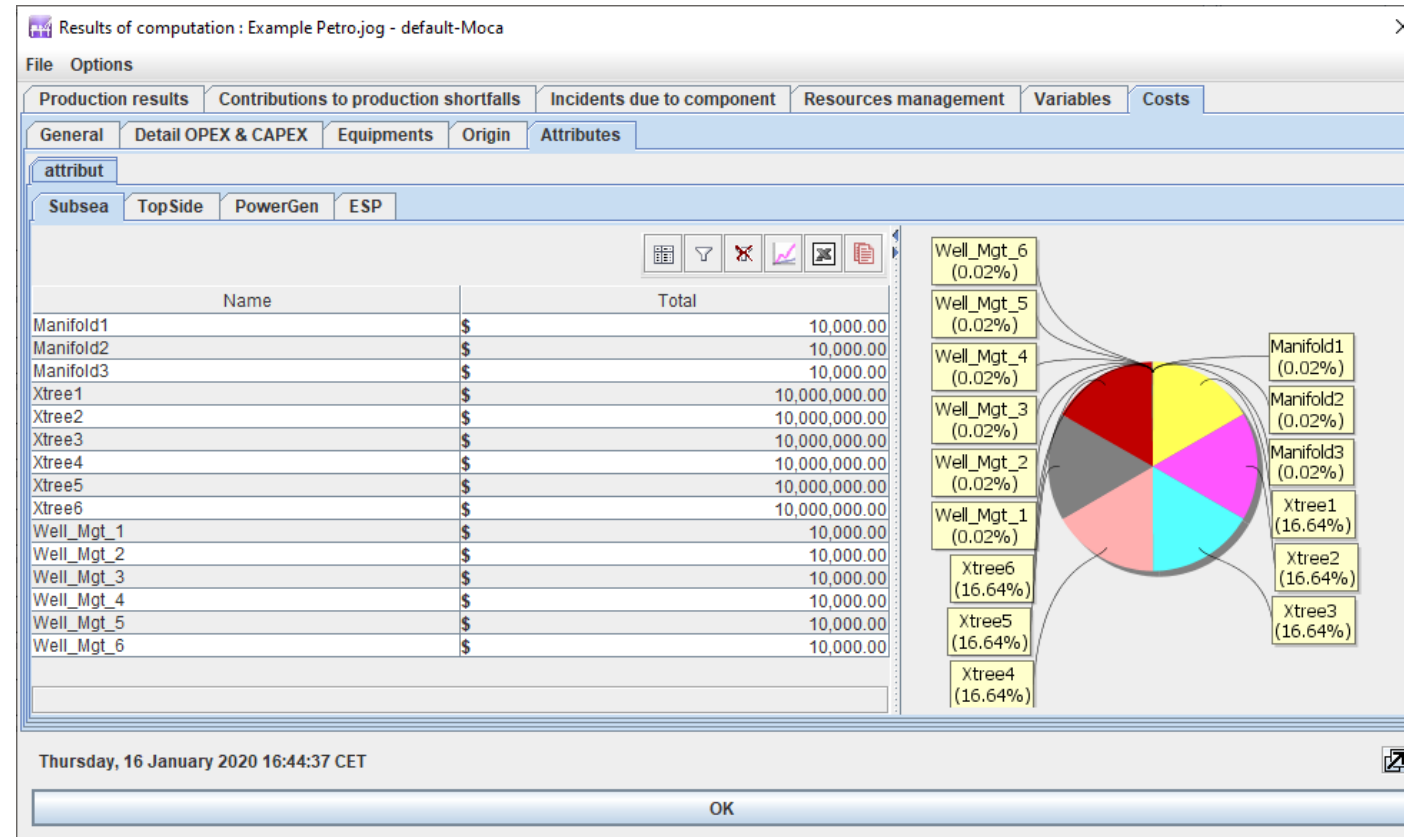 Results of computation : Example Petro.jog - default-Moca
File Options
Production results Contributions to production shortfalls Incidents due to component Resources management Variables Costs
General Detail OPEX & CAPEX Equipments Origin Attributes
attribut
Subsea TopSide PowerGen ESP
Name Total
Manifold1 $ 10,000.00
Manifold2 $ 10,000.00
Manifold3 $ 10,000.00
Xtree1 $ 10,000,000.00
Xtree2 $ 10,000,000.00
Xtree3 $ 10,000,000.00
Xtree4 $ 10,000,000.00
Xtree5 $ 10,000,000.00
Xtree6 $ 10,000,000.00
Well_Mgt_1 $ 10,000.00
Well_Mgt_2 $ 10,000.00
Well_Mgt_3 $ 10,000.00
Well_Mgt_4 $ 10,000.00
Well_Mgt_5 $ 10,000.00
Well_Mgt_6 $ 10,000.00
Well_Mgt_6
(0.02%)
Well_Mgt_5
(0.02%)
Well_Mgt_4
(0.02%)
Well_Mgt_3
(0.02%)
Well_Mgt_2
(0.02%)
Well_Mgt_1
(0.02%)
Xtree6
(16.64%)
Xtree5
(16.64%)
Xtree4
(16.64%)
Manifold1
(0.02%)
Manifold2
(0.02%)
Manifold3
(0.02%)
Xtree1
(16.64%)
Xtree2
(16.64%)
Xtree3
(16.64%)
Thursday, 16 January 2020 16:44:37 CET
OK